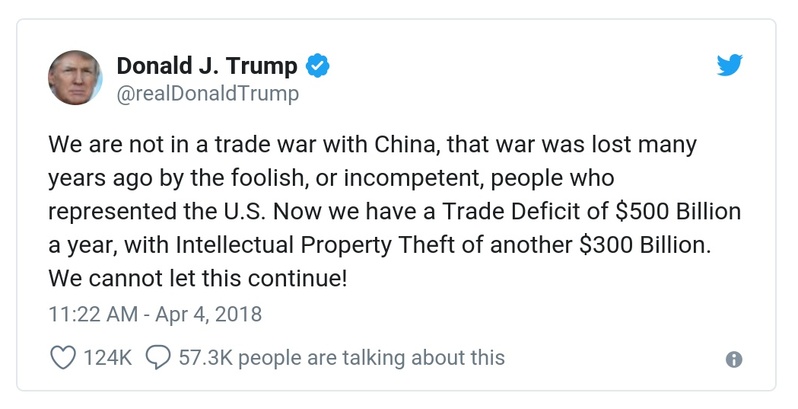 Donald J. Trump
@realDonaldTrump
We are not in a trade war with China, that war was lost many
years ago by the foolish, or incompetent, people who
represented the U.S. Now we have a Trade Deficit of $500 Billion
a year, with Intellectual Property Theft of another $300 Billion.
We cannot let this continue!
11:22 AM - Apr 4, 2018
124K 57.3K people are talking about this